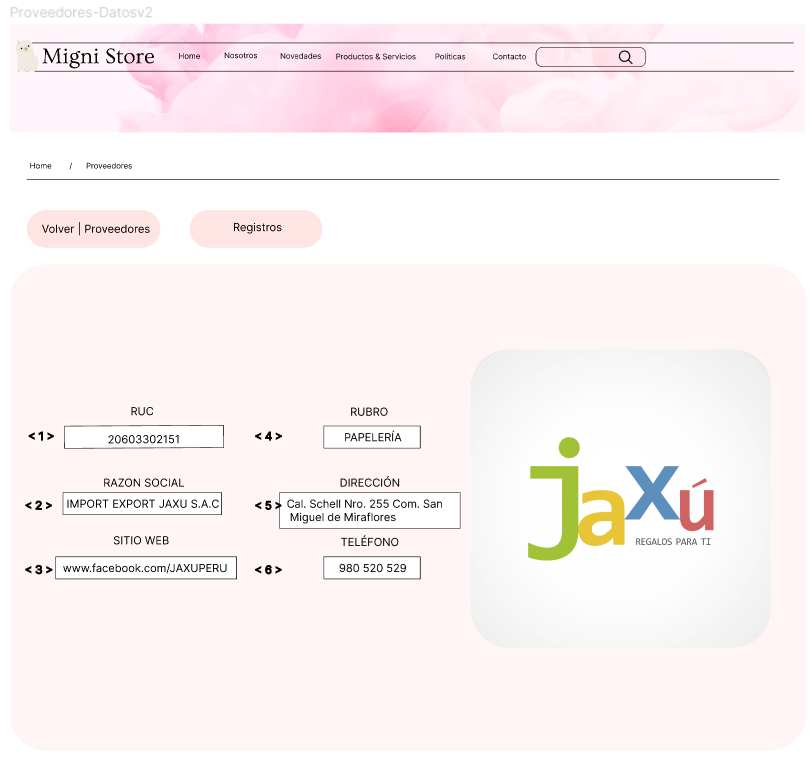 Proveedores-Datosv2
Migni Store
Home
Nosotros
Novedades
Productos & Servicios
Políticas
Contacto
Home / Proveedores
Volver | Proveedores
Registros
RUC
<1> 20603302151
RAZON SOCIAL
<2> IMPORT EXPORT JAXU S.A.C
SITIO WEB
<3> www.facebook.com/JAXUPERU
RUBRO
<4> PAPELERÍA
DIRECCIÓN
<5> Cal. Schell Nro. 255 Com. San
Miguel de Miraflores
TELÉFONO
<6> 980 520 529
jaxú
REGALOS PARA TI